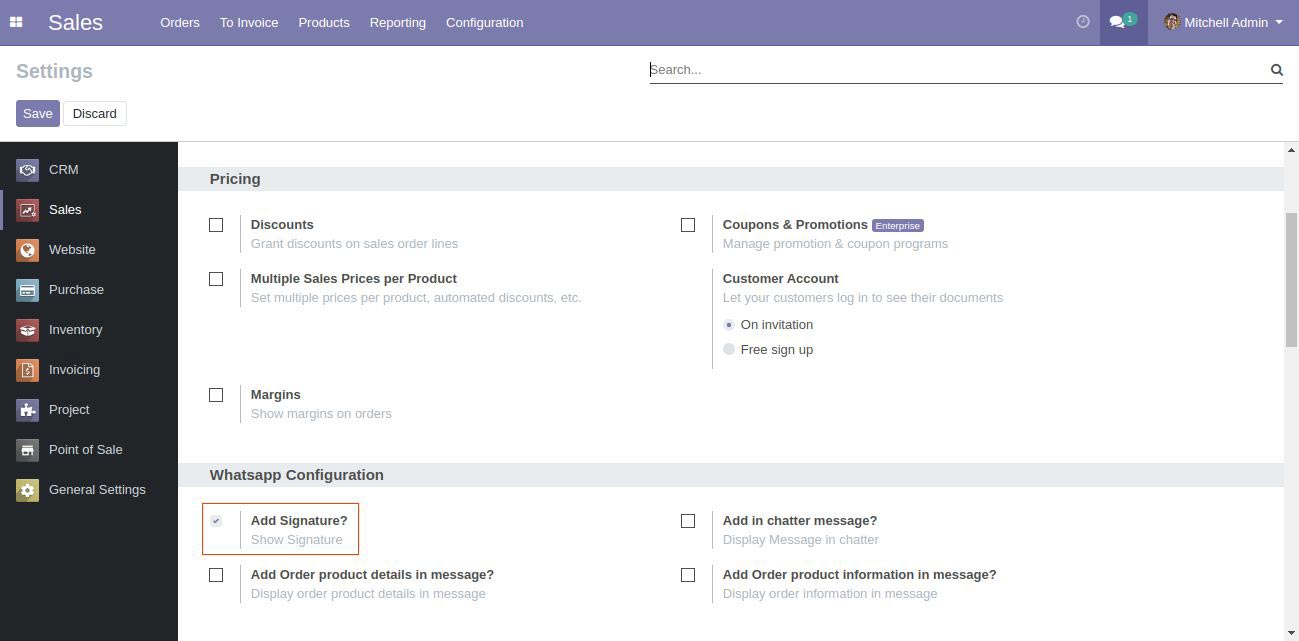 Sales
Orders
To Invoice
Products
Reporting
Configuration
1
Mitchell Admin
Settings
Search...
Save
Discard
CRM
Sales
Website
Purchase
Inventory
Invoicing
Project
Point of Sale
General Settings
Pricing
Discounts
Grant discounts on sales order lines
Coupons & Promotions Enterprise
Manage promotion & coupon programs
Multiple Sales Prices per Product
Set multiple prices per product, automated discounts, etc.
Customer Account
Let your customers log in to see their documents
On invitation
Free sign up
Margins
Show margins on orders
Whatsapp Configuration
Add Signature?
Show Signature
Add in chatter message?
Display Message in chatter
Add Order product details in message?
Display order product details in message
Add Order product information in message?
Display order information in message